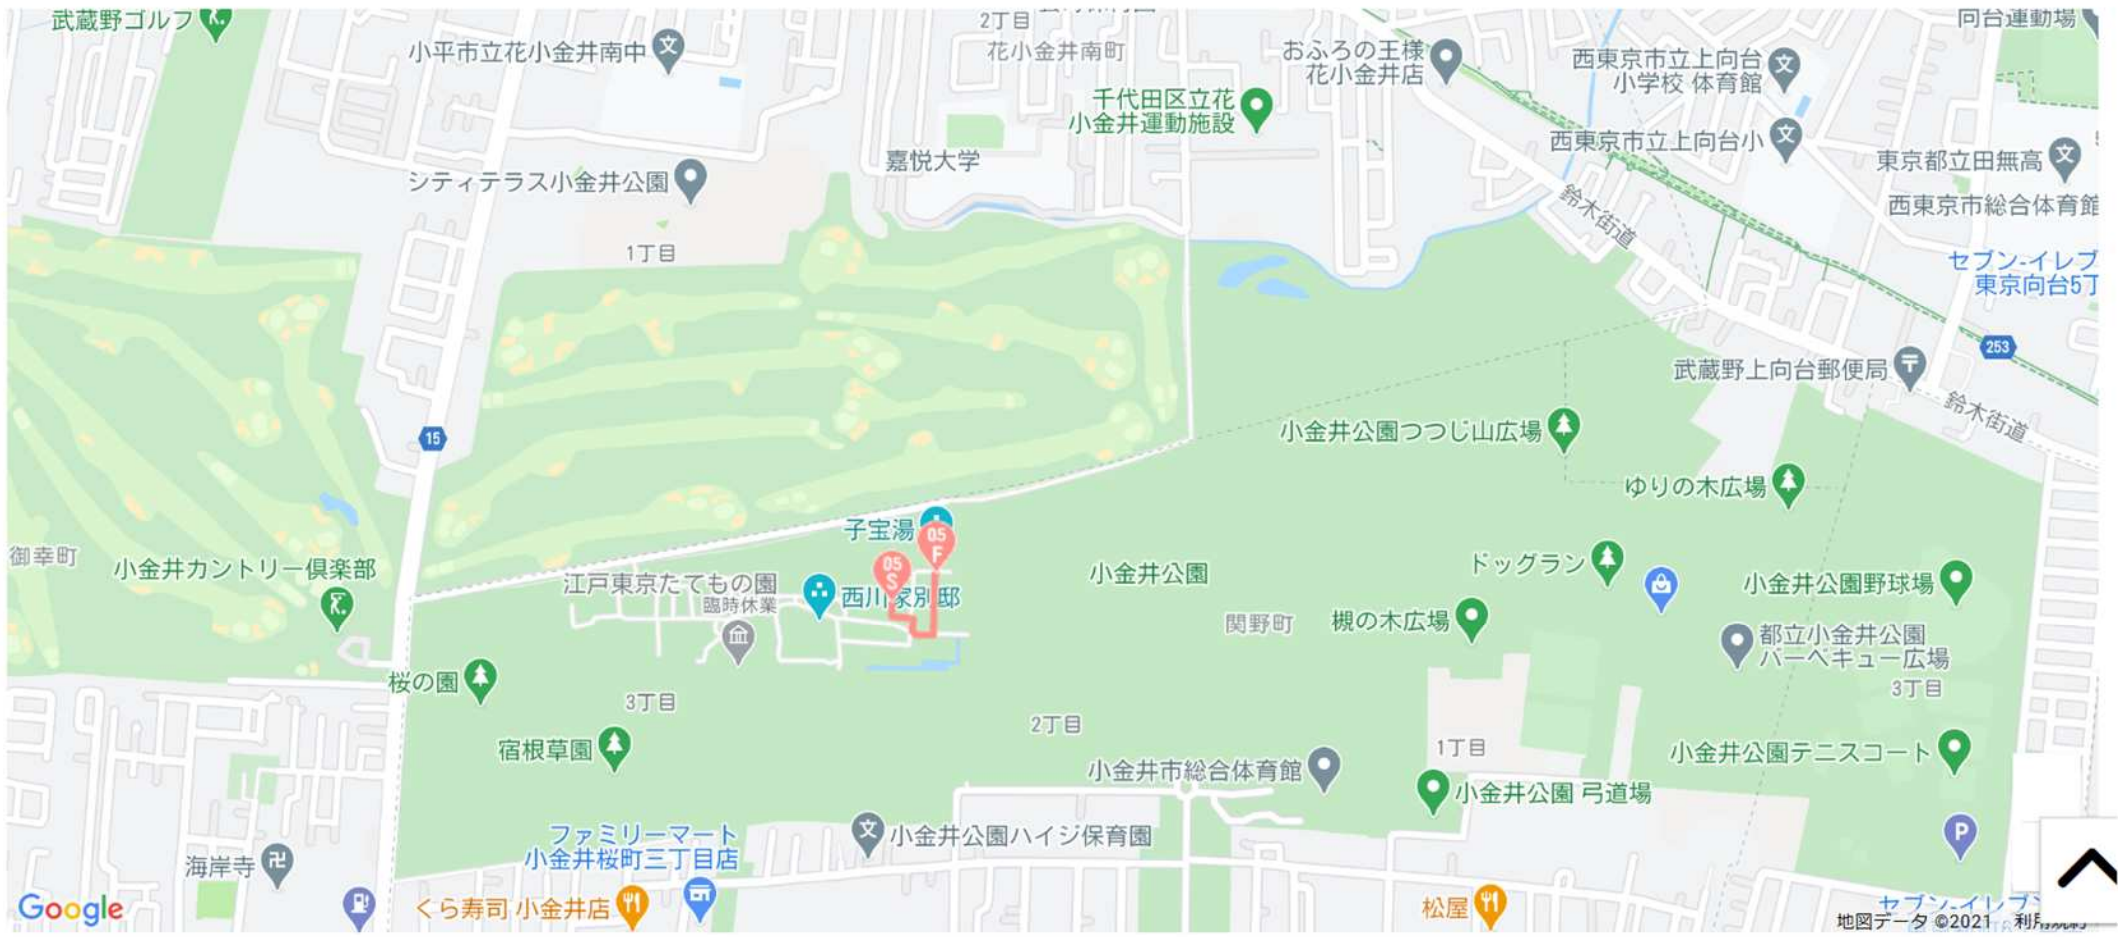 武蔵野ゴルフ
2丁目
花小金井南町
小平市立花小金井南中
おふろの王様
花小金井店
西東京市立上向台
小学校 体育館
向台運動場
千代田区立花
小金井運動施設
西東京市立上向台小
東京都立田無高
嘉悦大学
シティテラス小金井公園
鈴木街道
西東京市総合体育館
1丁目
セブン-イレブ
東京向台5丁
253
武蔵野上向台郵便局
鈴木街道
15
小金井公園つつじ山広場
ゆりの木広場
子宝湯
05
F
05
S
御幸町
小金井カントリー倶楽部
江戸東京たてもの園
臨時休業
西川家別邸
小金井公園
ドッグラン
小金井公園野球場
関野町
槻の木広場
都立小金井公園
バーベキュー広場
3丁目
桜の園
3丁目
2丁目
宿根草園
1丁目
小金井公園テニスコート
小金井市総合体育館
小金井公園 弓道場
ファミリーマート
小金井桜町三丁目店
小金井公園ハイジ保育園
P
海岸寺
Google
くら寿司 小金井店
松屋
セブン-イレブン
地図データ ©2021